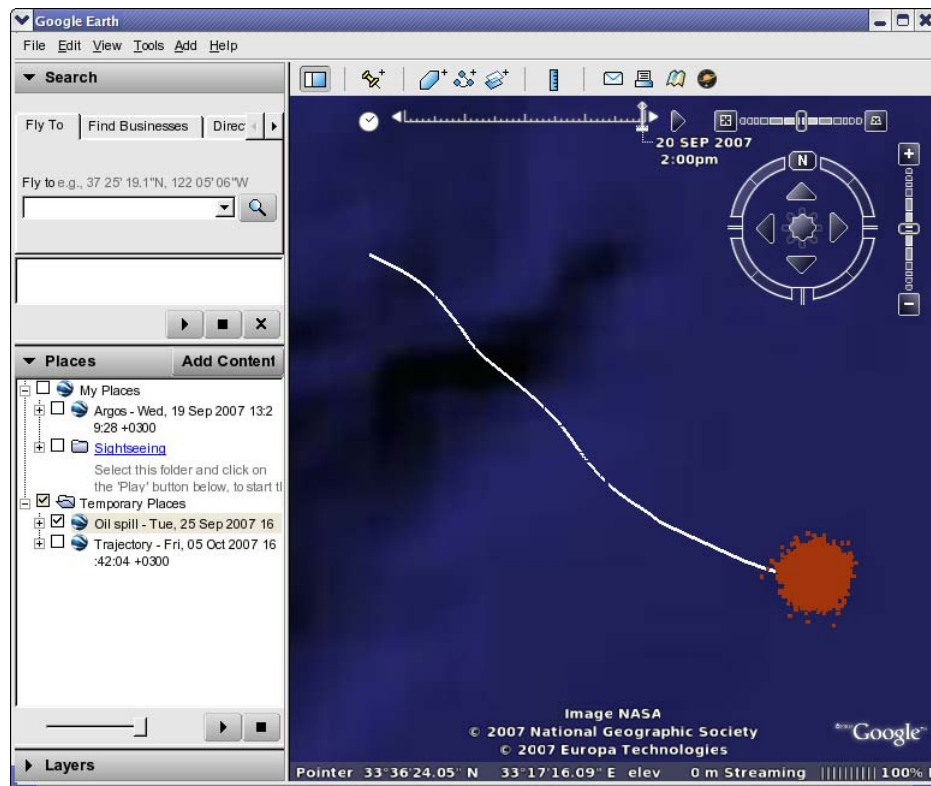 Google Earth
File Edit View Tools Add Help
Search
Fly To Find Businesses Direc
Fly to e.g., 37 25' 19.1"N, 122 05' 06"W
Places Add Content
My Places
Argos - Wed, 19 Sep 2007 13:2
9:28 +0300
Sightseeing
Select this folder and click on
the 'Play' button below, to start t
Temporary Places
Oil spill - Tue, 25 Sep 2007 16
Trajectory - Fri, 05 Oct 2007 16
:42:04 +0300
Layers
20 SEP 2007
2:00pm
N
Image NASA
© 2007 National Geographic Society
© 2007 Europa Technologies
Google
Pointer 33°36'24.05" N 33°17'16.09" E elev 0 m Streaming |||||||||| 100%